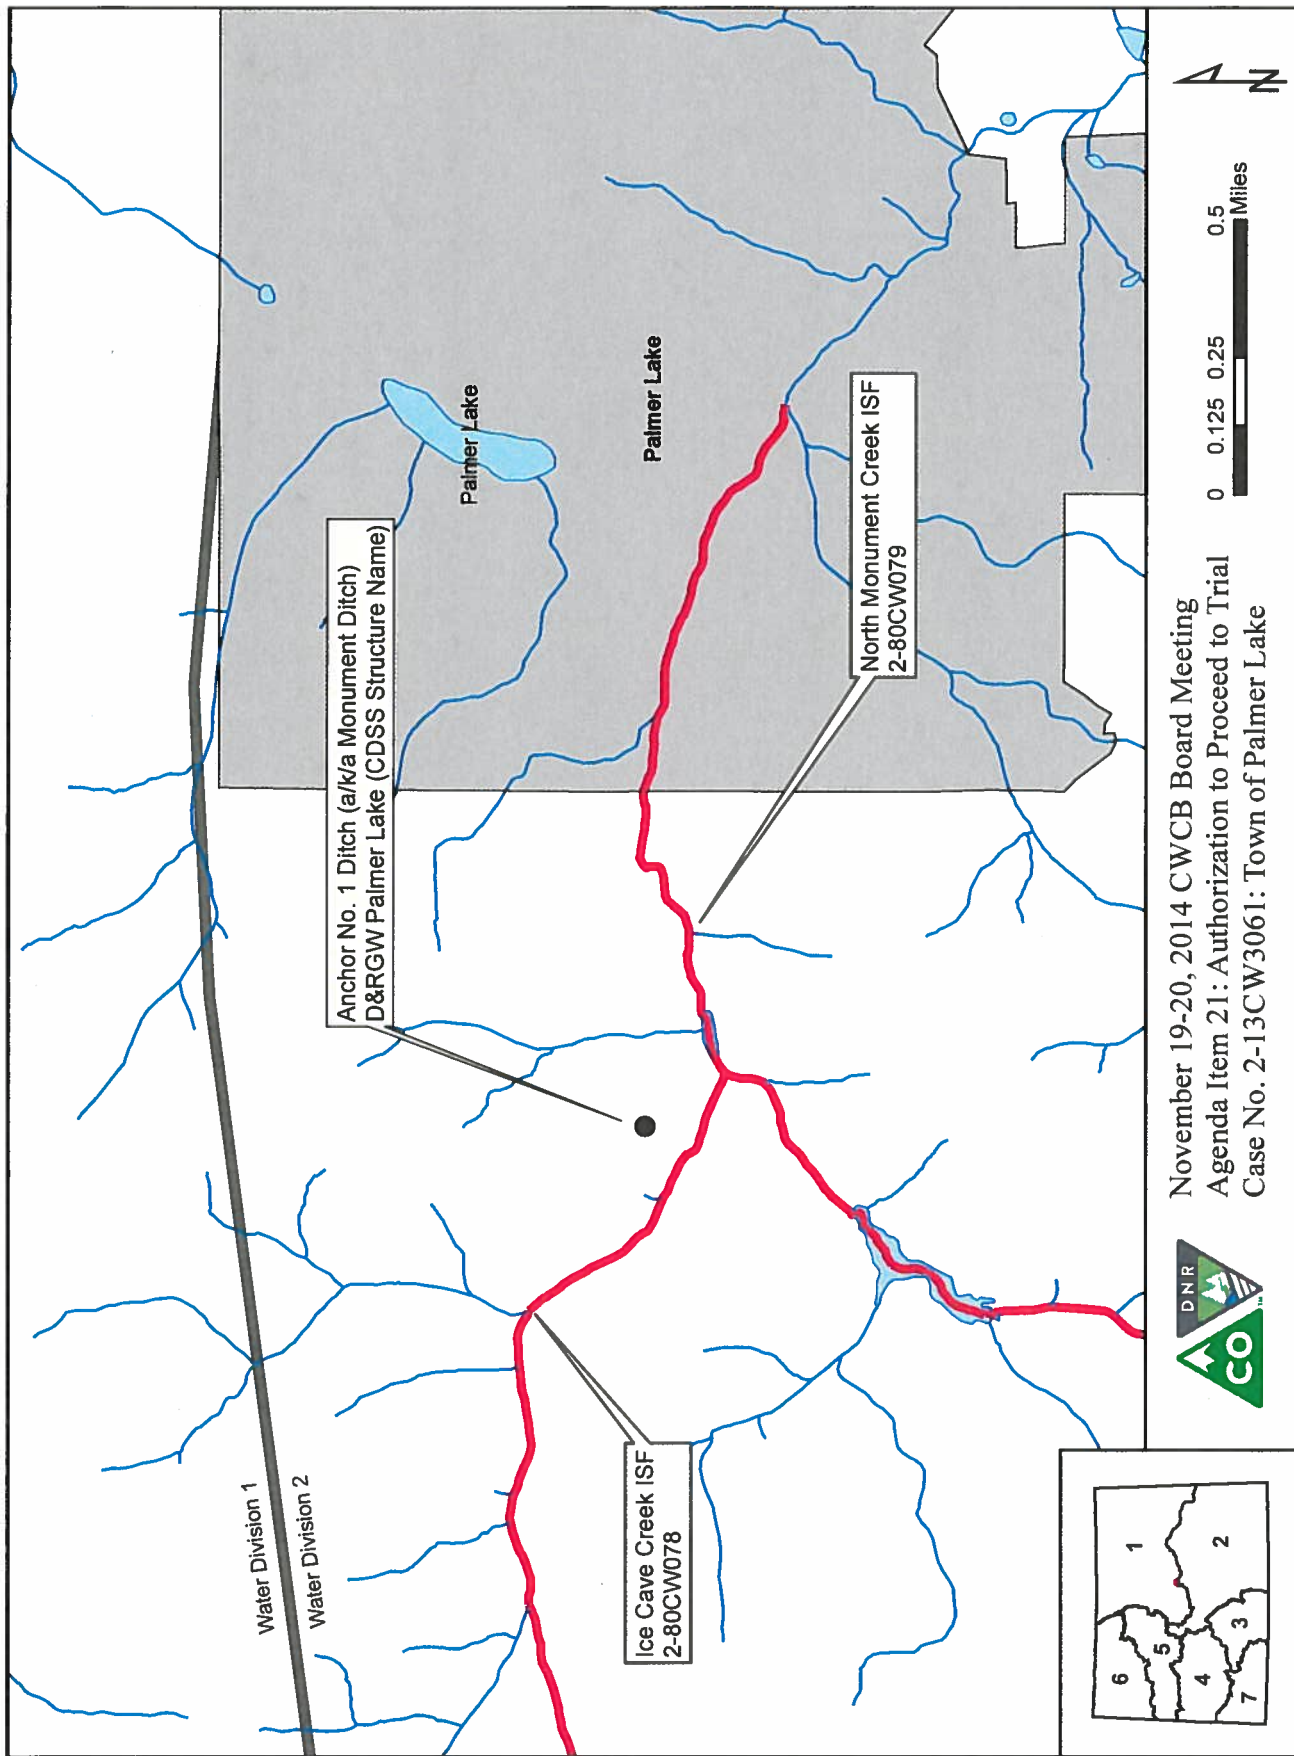 Water Division 1
Water Division 2
Anchor No. 1 Ditch (a/k/a Monument Ditch)
D&RGW Palmer Lake (CDSS Structure Name)
Palmer Lake
Palmer Lake
Ice Cave Creek ISF
2-80CW078
North Monument Creek ISF
2-80CW079
6
5
1
4
2
7
3
CO
DNR
November 19-20, 2014 CWCB Board Meeting
Agenda Item 21: Authorization to Proceed to Trial
Case No. 2-13CW3061: Town of Palmer Lake
0 0.125 0.25 0.5
Miles
N